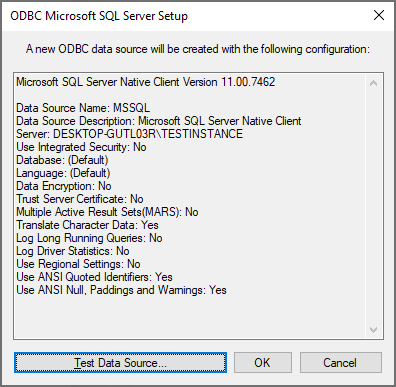 ODBC Microsoft SQL Server Setup
A new ODBC data source will be created with the following configuration:
Microsoft SQL Server Native Client Version 11.00.7462
Data Source Name: MSSQL
Data Source Description: Microsoft SQL Server Native Client
Server: DESKTOP-GUTL03R\TESTINSTANCE
Use Integrated Security: No
Database: (Default)
Language: (Default)
Data Encryption: No
Trust Server Certificate: No
Multiple Active Result Sets(MARS): No
Translate Character Data: Yes
Log Long Running Queries: No
Log Driver Statistics: No
Use Regional Settings: No
Use ANSI Quoted Identifiers: Yes
Use ANSI Null, Paddings and Warnings: Yes
Test Data Source...
OK
Cancel